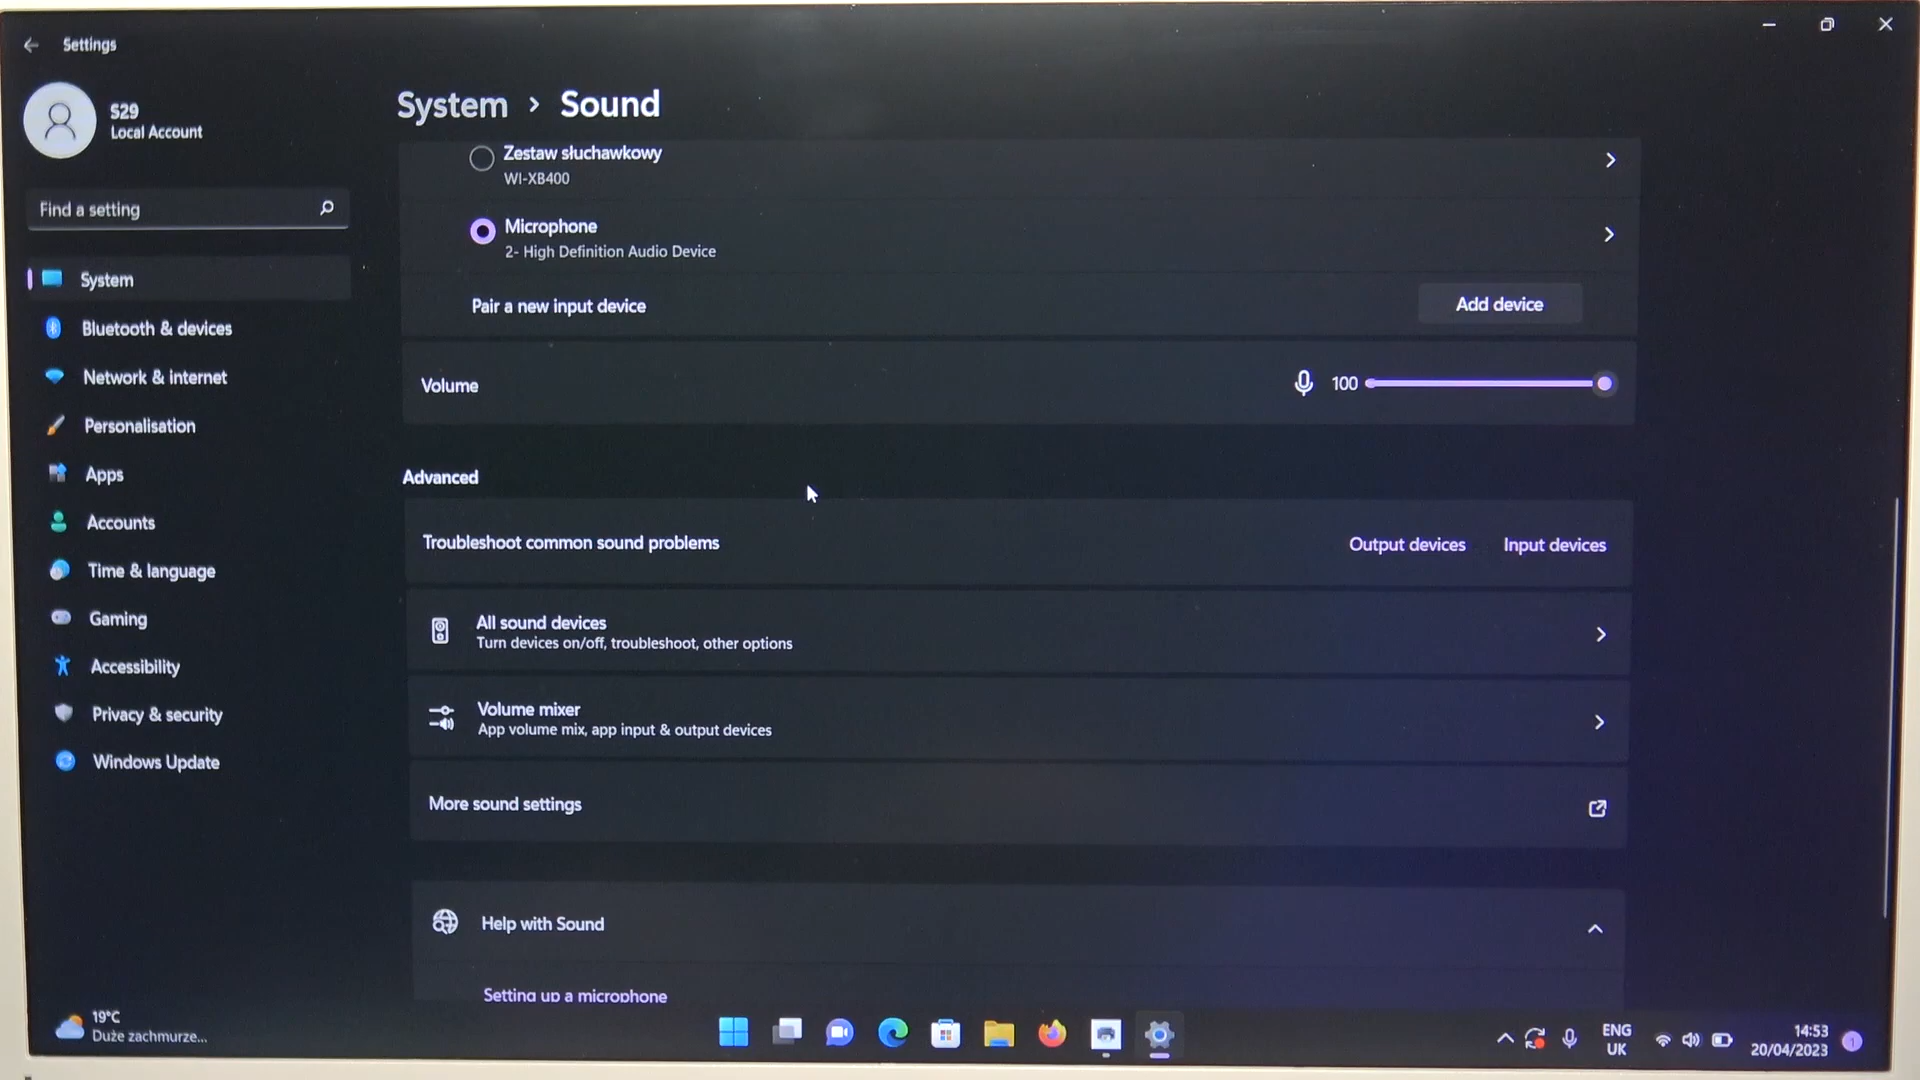 Settings
S29
Local Account
Find a setting
System
Bluetooth & devices
Network & internet
Personalisation
Apps
Accounts
Time & language
Gaming
Accessibility
Privacy & security
Windows Update
System > Sound
Zestaw słuchawkowy
WI-XB400
Microphone
2- High Definition Audio Device
Pair a new input device
Add device
Volume
100
Advanced
Troubleshoot common sound problems
Output devices
Input devices
All sound devices
Turn devices on/off, troubleshoot, other options
Volume mixer
App volume mix, app input & output devices
More sound settings
Help with Sound
Setting up a microphone
19°C
Duże zachmurze...
ENG
UK
14:53
20/04/2023
1